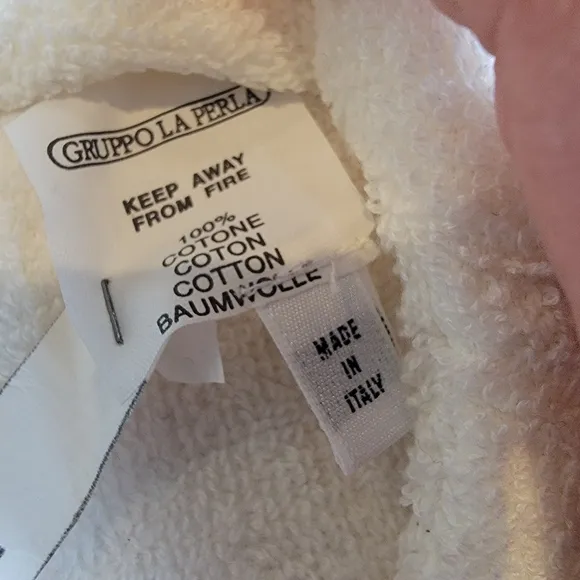 GRUPPO LA PERLA
KEEP AWAY
FROM FIRE
100%
COTONE
COTON
COTTON
BAUMWOLLE
MADE
IN
ITALY